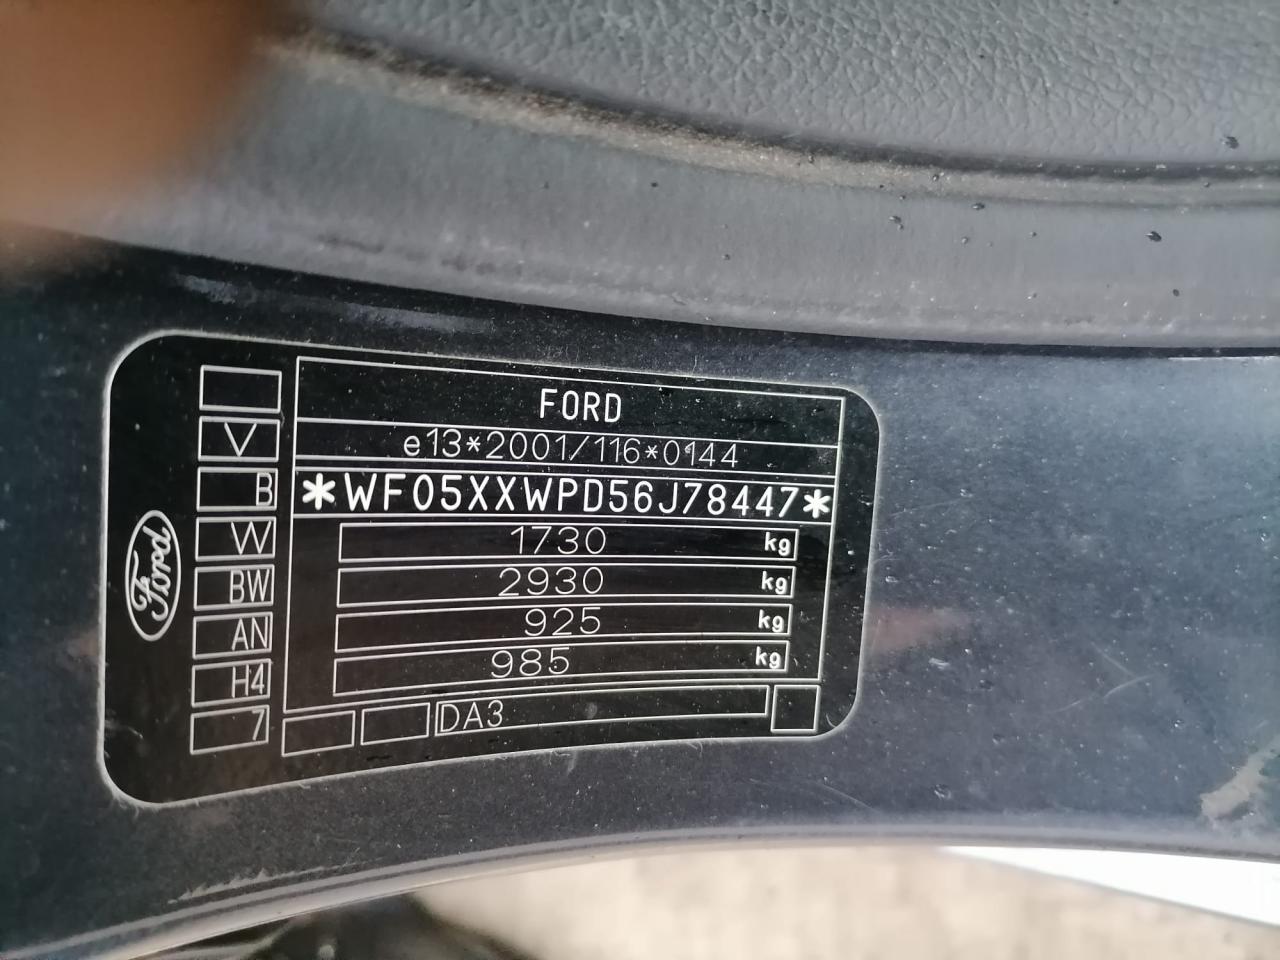 FORD
e13*2001/116*0144
*WF05XXWPD56J78447*
1730 kg
2930 kg
925 kg
985 kg
DA3
V
B
W
BW
AN
H4
7
Ford